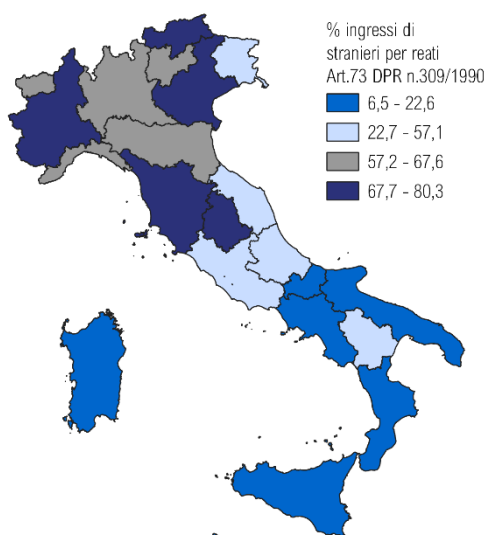 % ingressi di
stranieri per reati
Art.73 DPR n.309/1990
6,5 - 22,6
22,7 - 57,1
57,2 - 67,6
67,7 - 80,3